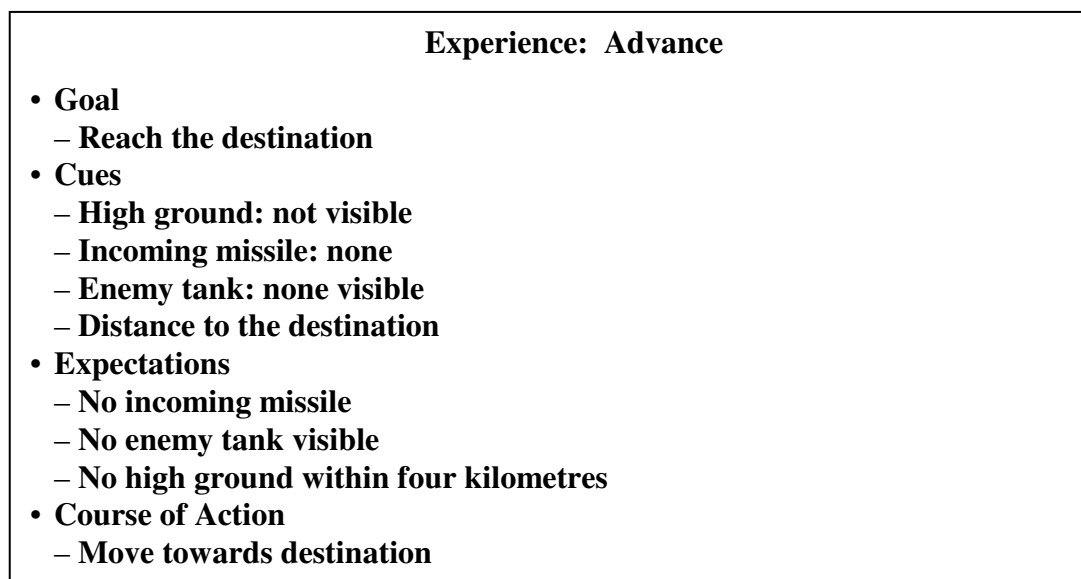 Experience:  Advance
• Goal
– Reach the destination
• Cues
– High ground: not visible
– Incoming missile: none
– Enemy tank: none visible
– Distance to the destination
• Expectations
– No incoming missile
– No enemy tank visible
– No high ground within four kilometres
• Course of Action
– Move towards destination